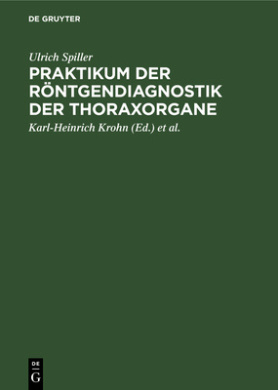 DE GRUYTER
Ulrich Spiller
PRAKTIKUM DER
RÖNTGENDIAGNOSTIK
DER THORAXORGANE
Karl-Heinrich Krohn (Ed.) et al.
DE
G